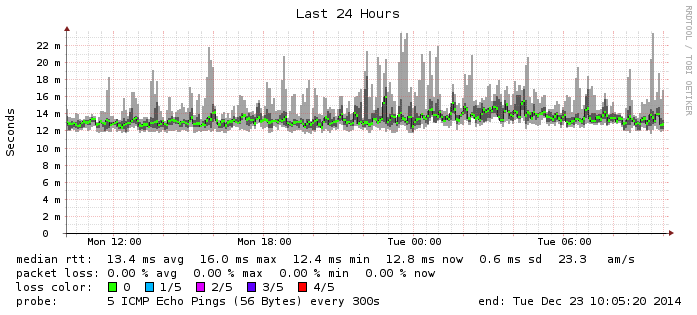 Last 24 Hours
RRDTOOL / TOBI OETIKER
Seconds
22 m
20 m
18 m
16 m
14 m
12 m
10 m
8 m
6 m
4 m
2 m
0
Mon 12:00 Mon 18:00 Tue 00:00 Tue 06:00
median rtt: 13.4 ms avg 16.0 ms max 12.4 ms min 12.8 ms now 0.6 ms sd 23.3 am/s
packet loss: 0.00 % avg 0.00 % max 0.00 % min 0.00 % now
loss color: 0 1/5 2/5 3/5 4/5
probe: 5 ICMP Echo Pings (56 Bytes) every 300s end: Tue Dec 23 10:05:20 2014